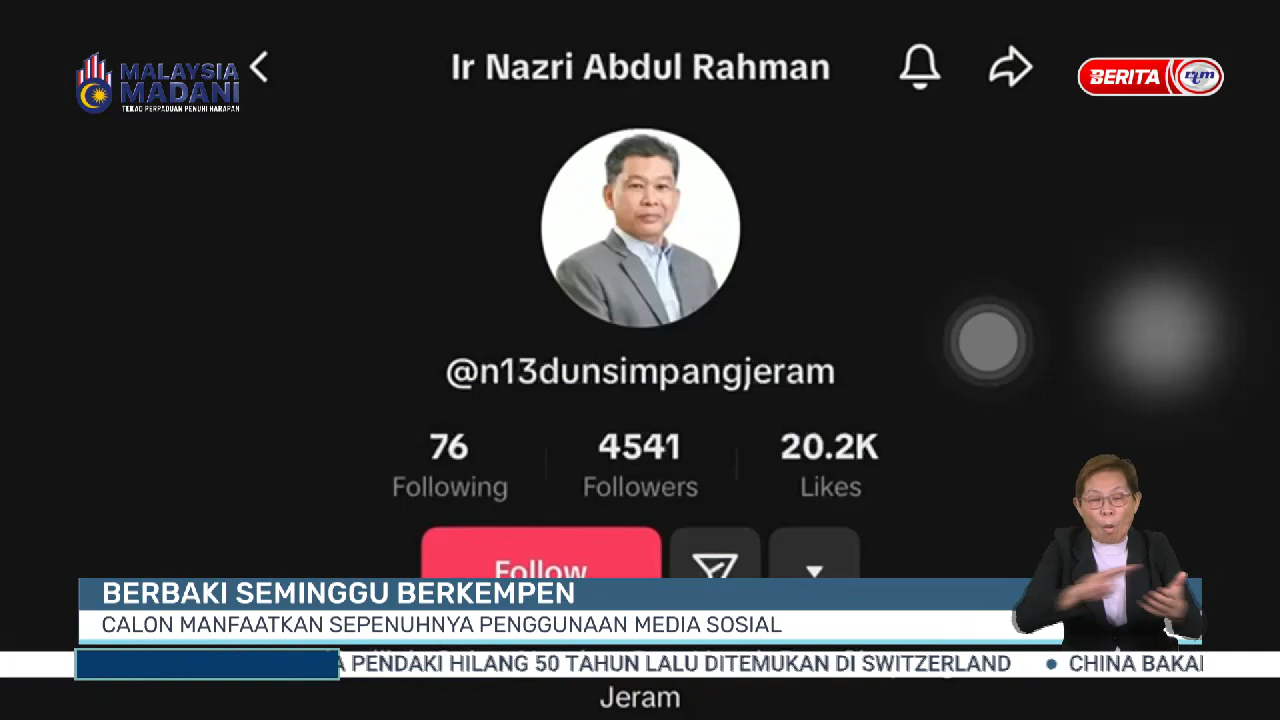 Ir Nazri Abdul Rahman
MALAYSIA
MADANI
TEKAD PERPADUAN PENUHI HARAPAN
BERITA rtm
@n13dunsimpangjeram
76
Following
4541
Followers
20.2K
Likes
Follow
BERBAKI SEMINGGU BERKEMPEN
CALON MANFAATKAN SEPENUHNYA PENGGUNAAN MEDIA SOSIAL
A PENDAKI HILANG 50 TAHUN LALU DITEMUKAN DI SWITZERLAND • CHINA BAKA
Jeram